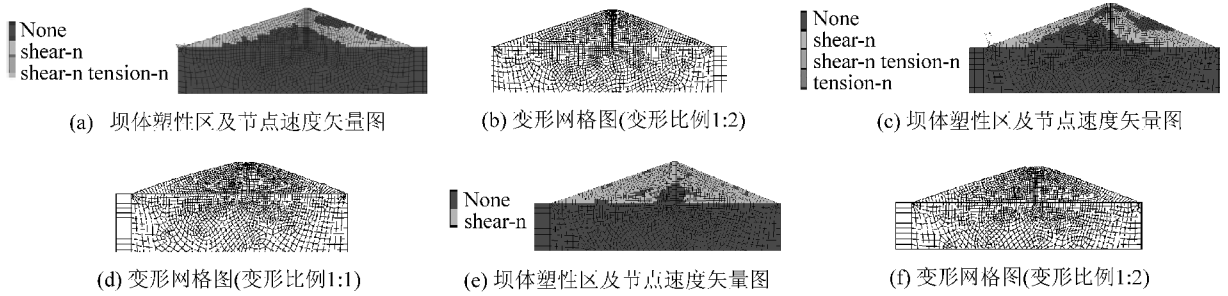 None
shear-n
shear-n tension-n
(a) 坝体塑性区及节点速度矢量图
(b) 变形网格图(变形比例1:2)
None
shear-n
shear-n tension-n
tension-n
(c) 坝体塑性区及节点速度矢量图
(d) 变形网格图(变形比例1:1)
None
shear-n
(e) 坝体塑性区及节点速度矢量图
(f) 变形网格图(变形比例1:2)